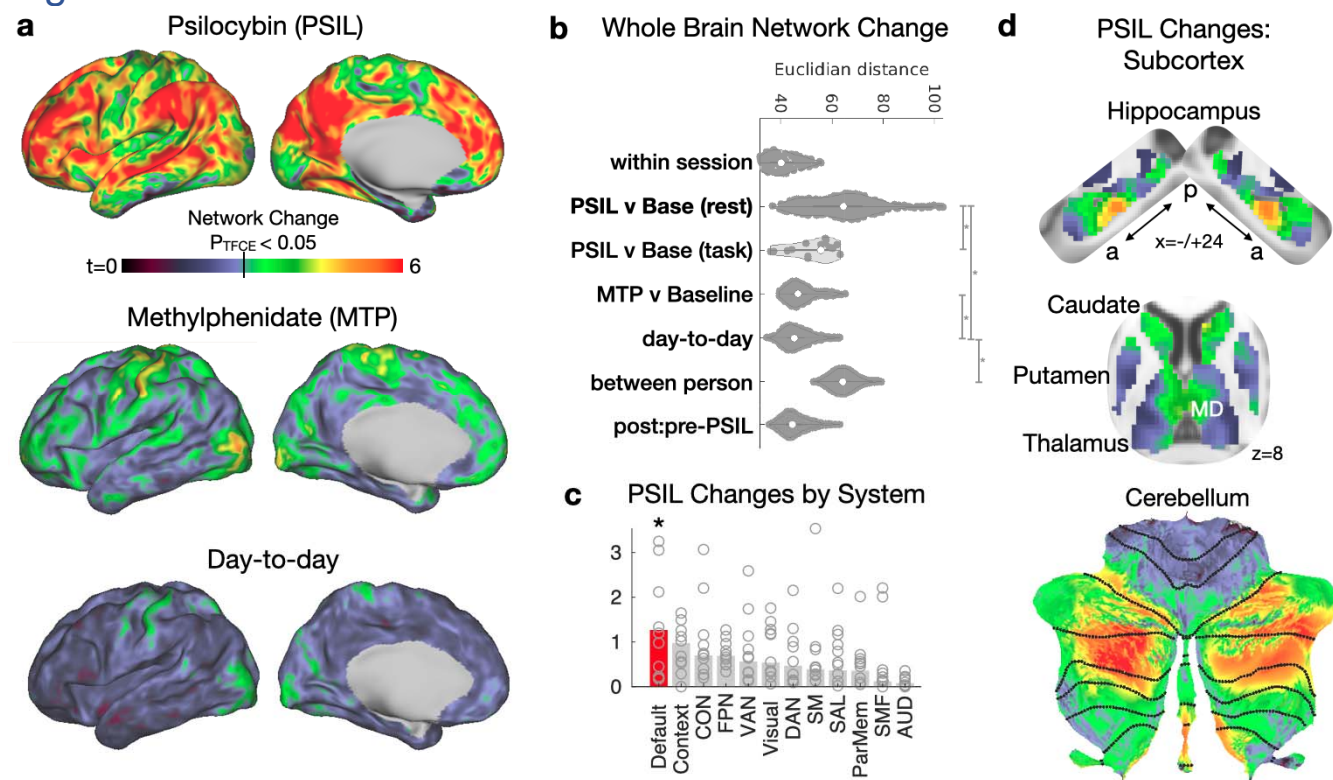 a
Psilocybin (PSIL)
Network Change
PTFCE < 0.05
t=0
6
Methylphenidate (MTP)
Day-to-day
b
Whole Brain Network Change
Euclidian distance
40
60
80
100
within session
PSIL v Base (rest)
PSIL v Base (task)
MTP v Baseline
day-to-day
between person
post:pre-PSIL
*
*
*
*
c
PSIL Changes by System
*
3
2
1
0
Default
Context
CON
FPN
VAN
Visual
DAN
SM
SAL
ParMem
SMF
AUD
d
PSIL Changes:
Subcortex
Hippocampus
p
a
x=-/+24
a
Caudate
Putamen
MD
Thalamus
z=8
Cerebellum